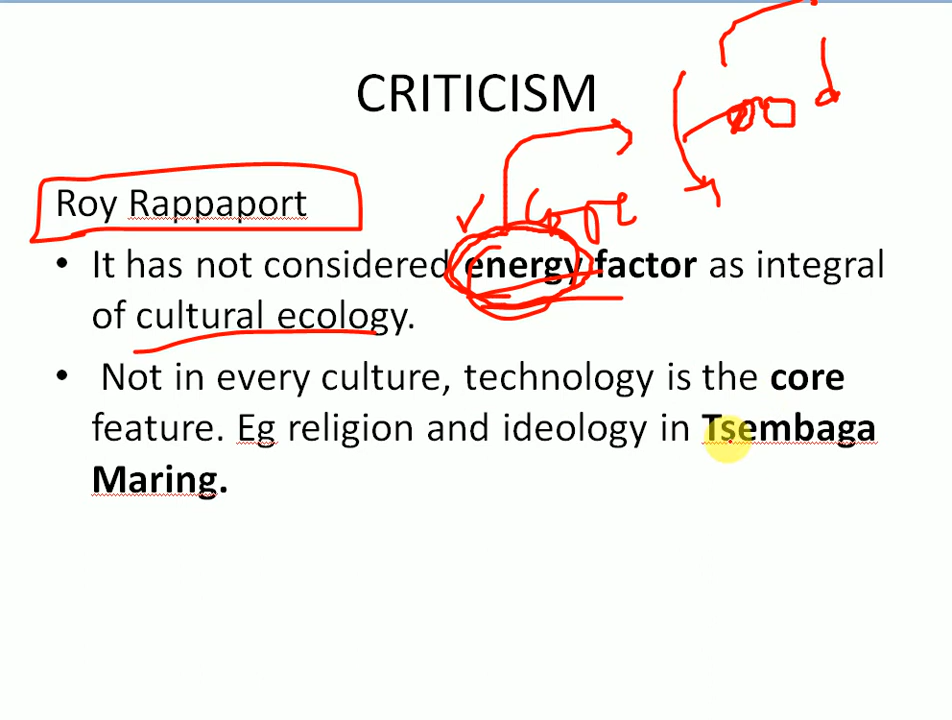 CRITICISM
Roy Rappaport
• It has not considered energy factor as integral
of cultural ecology.
• Not in every culture, technology is the core
feature. Eg religion and ideology in Tsembaga
Maring.